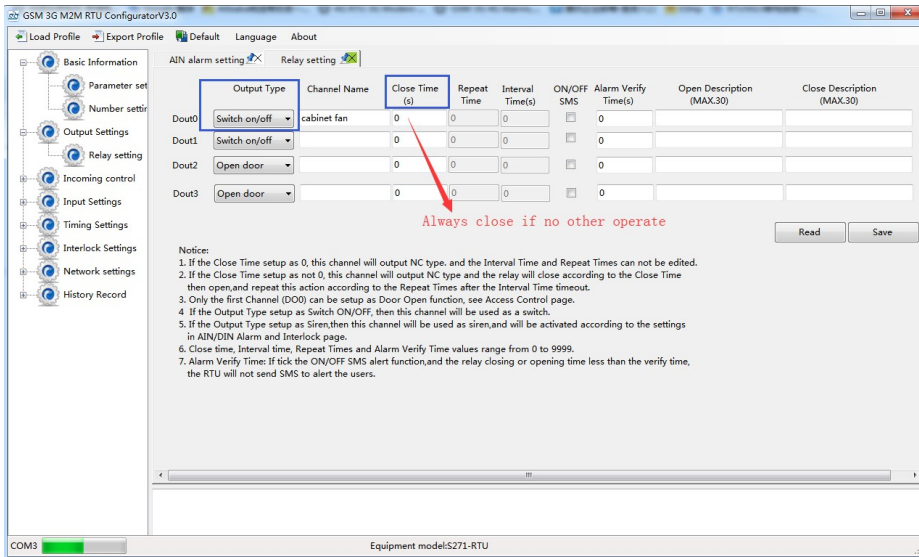 GSM 3G M2M RTU ConfiguratorV3.0
Load Profile Export Profile Default Language About
Basic Information
Parameter set
Number settin
Output Settings
Relay setting
Incoming control
Input Settings
Timing Settings
Interlock Settings
Network settings
History Record
AIN alarm setting Relay setting
Output Type Channel Name Close Time (s) Repeat Time Interval Time(s) ON/OFF SMS Alarm Verify Time(s) Open Description (MAX.30) Close Description (MAX.30)
Dout0 Switch on/off cabinet fan 0 0 0 0
Dout1 Switch on/off 0 0 0 0
Dout2 Open door 0 0 0 0
Dout3 Open door 0 0 0 0
Always close if no other operate
Read Save
Notice:
1. If the Close Time setup as 0, this channel will output NC type. and the Interval Time and Repeat Times can not be edited.
2. If the Close Time setup as not 0, this channel will output NC type and the relay will close according to the Close Time
then open,and repeat this action according to the Repeat Times after the Interval Time timeout.
3. Only the first Channel (DO0) can be setup as Door Open function, see Access Control page.
4 If the Output Type setup as Switch ON/OFF, then this channel will be used as a switch.
5. If the Output Type setup as Siren,then this channel will be used as siren,and will be activated according to the settings
in AIN/DIN Alarm and Interlock page.
6. Close time, Interval time, Repeat Times and Alarm Verify Time values range from 0 to 9999.
7. Alarm Verify Time: If tick the ON/OFF SMS alert function,and the relay closing or opening time less than the verify time,
the RTU will not send SMS to alert the users.
COM3 Equipment model:S271-RTU